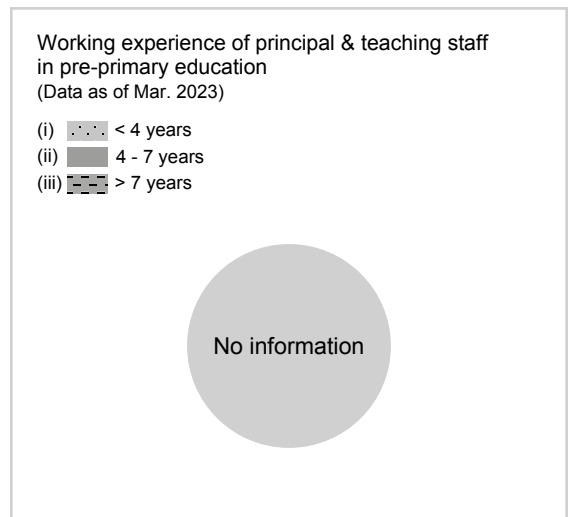 Working experience of principal & teaching staff
in pre-primary education
(Data as of Mar. 2023)
(i) < 4 years
(ii) 4 - 7 years
(iii) > 7 years
No information